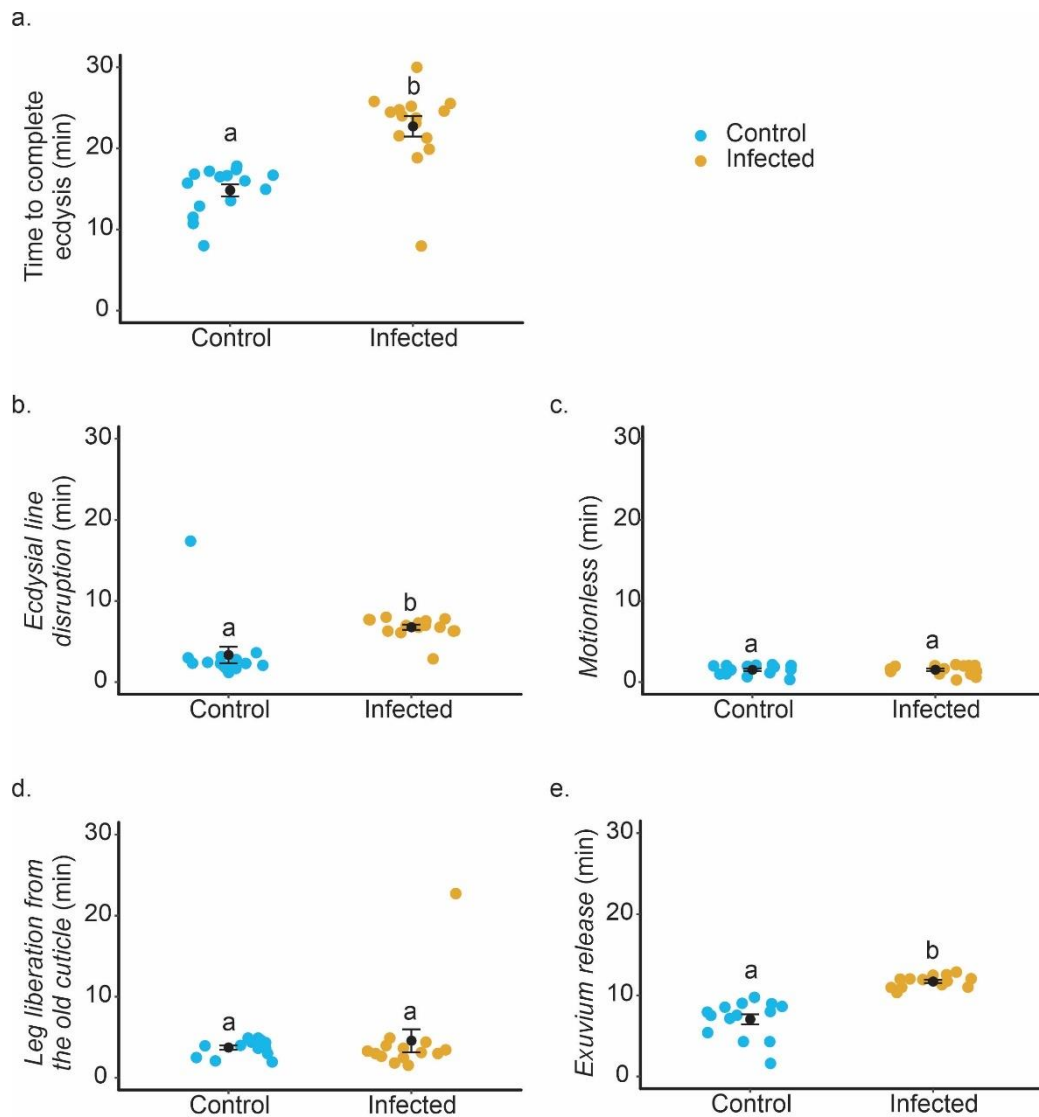 a.
Time to complete
ecdysis (min)
30
20
10
0
a
b
Control
Infected
Control
Infected
b.
Ecdysial line
disruption (min)
30
20
10
0
a
b
Control
Infected
c.
Motionless (min)
30
20
10
0
a
a
Control
Infected
d.
Leg liberation from
the old cuticle (min)
30
20
10
0
a
a
Control
Infected
e.
Exuvium release (min)
30
20
10
0
a
b
Control
Infected